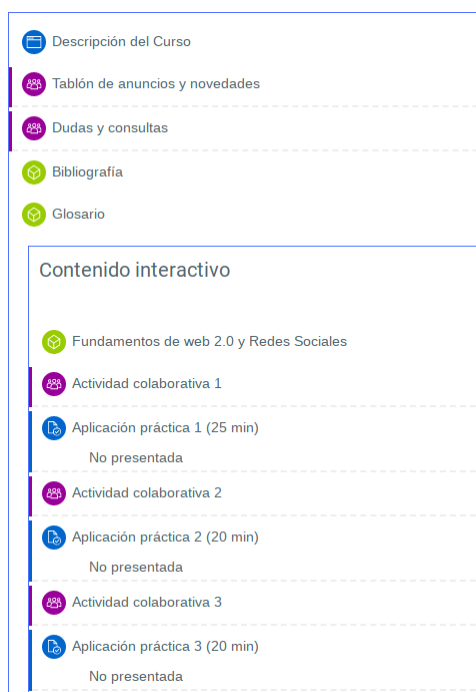 Descripción del Curso
Tablón de anuncios y novedades
Dudas y consultas
Bibliografía
Glosario
Contenido interactivo
Fundamentos de web 2.0 y Redes Sociales
Actividad colaborativa 1
Aplicación práctica 1 (25 min)
No presentada
Actividad colaborativa 2
Aplicación práctica 2 (20 min)
No presentada
Actividad colaborativa 3
Aplicación práctica 3 (20 min)
No presentada